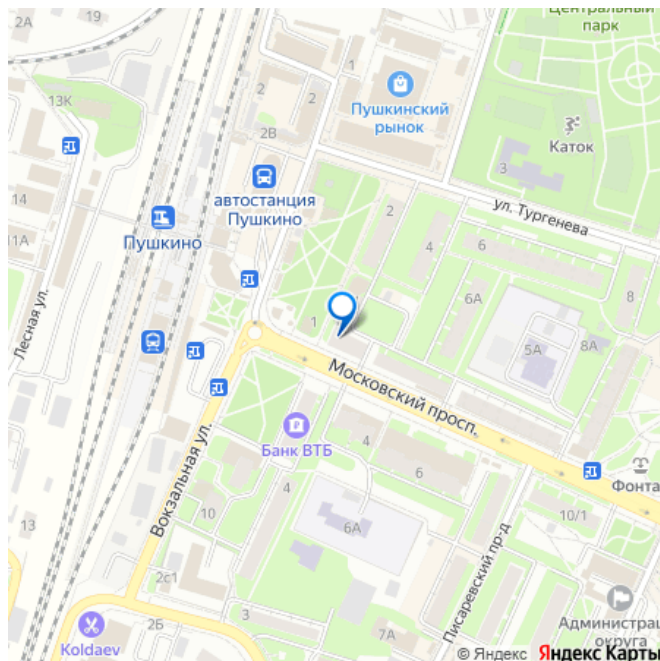 Центральный
парк
13К
2
1
2
2В
Пушкинский
рынок
Каток
3
ул. Тургенева
14
11А
автостанция
Пушкино
Пушкино
2
4
6
6А
8
5А
8А
Лесная ул.
1
Московский просп.
Банк ВТБ
4
6
4
6А
10
Вокзальная ул.
13
Фонта
10/1
Писаревский пр-д
2с1
2Б
3
7А
Koldaev
Администрац
округа
© Яндекс Яндекс Карты